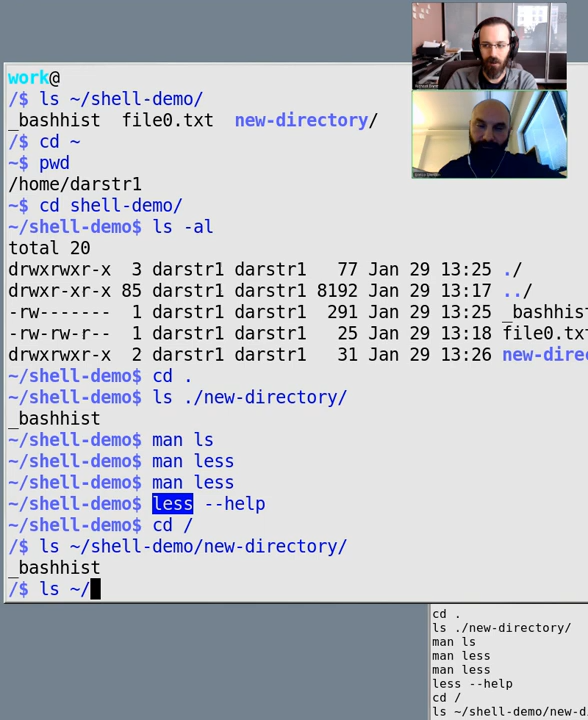 work@
/$ ls ~/shell-demo/
_bashhist  file0.txt  new-directory/
/$ cd ~
~$ pwd
/home/darstr1
~$ cd shell-demo/
~/shell-demo$ ls -al
total 20
drwxrwxr-x  3 darstr1 darstr1   77 Jan 29 13:25 ./
drwxr-xr-x 85 darstr1 darstr1 8192 Jan 29 13:17 ../
-rw-------  1 darstr1 darstr1  291 Jan 29 13:25 _bashhist
-rw-rw-r--  1 darstr1 darstr1   25 Jan 29 13:18 file0.txt
drwxrwxr-x  2 darstr1 darstr1   31 Jan 29 13:26 new-direc
~/shell-demo$ cd .
~/shell-demo$ ls ./new-directory/
_bashhist
~/shell-demo$ man ls
~/shell-demo$ man less
~/shell-demo$ man less
~/shell-demo$ less --help
~/shell-demo$ cd /
/$ ls ~/shell-demo/new-directory/
_bashhist
/$ ls ~/
cd .
ls ./new-directory/
man ls
man less
man less
less --help
cd /
ls ~/shell-demo/new-d